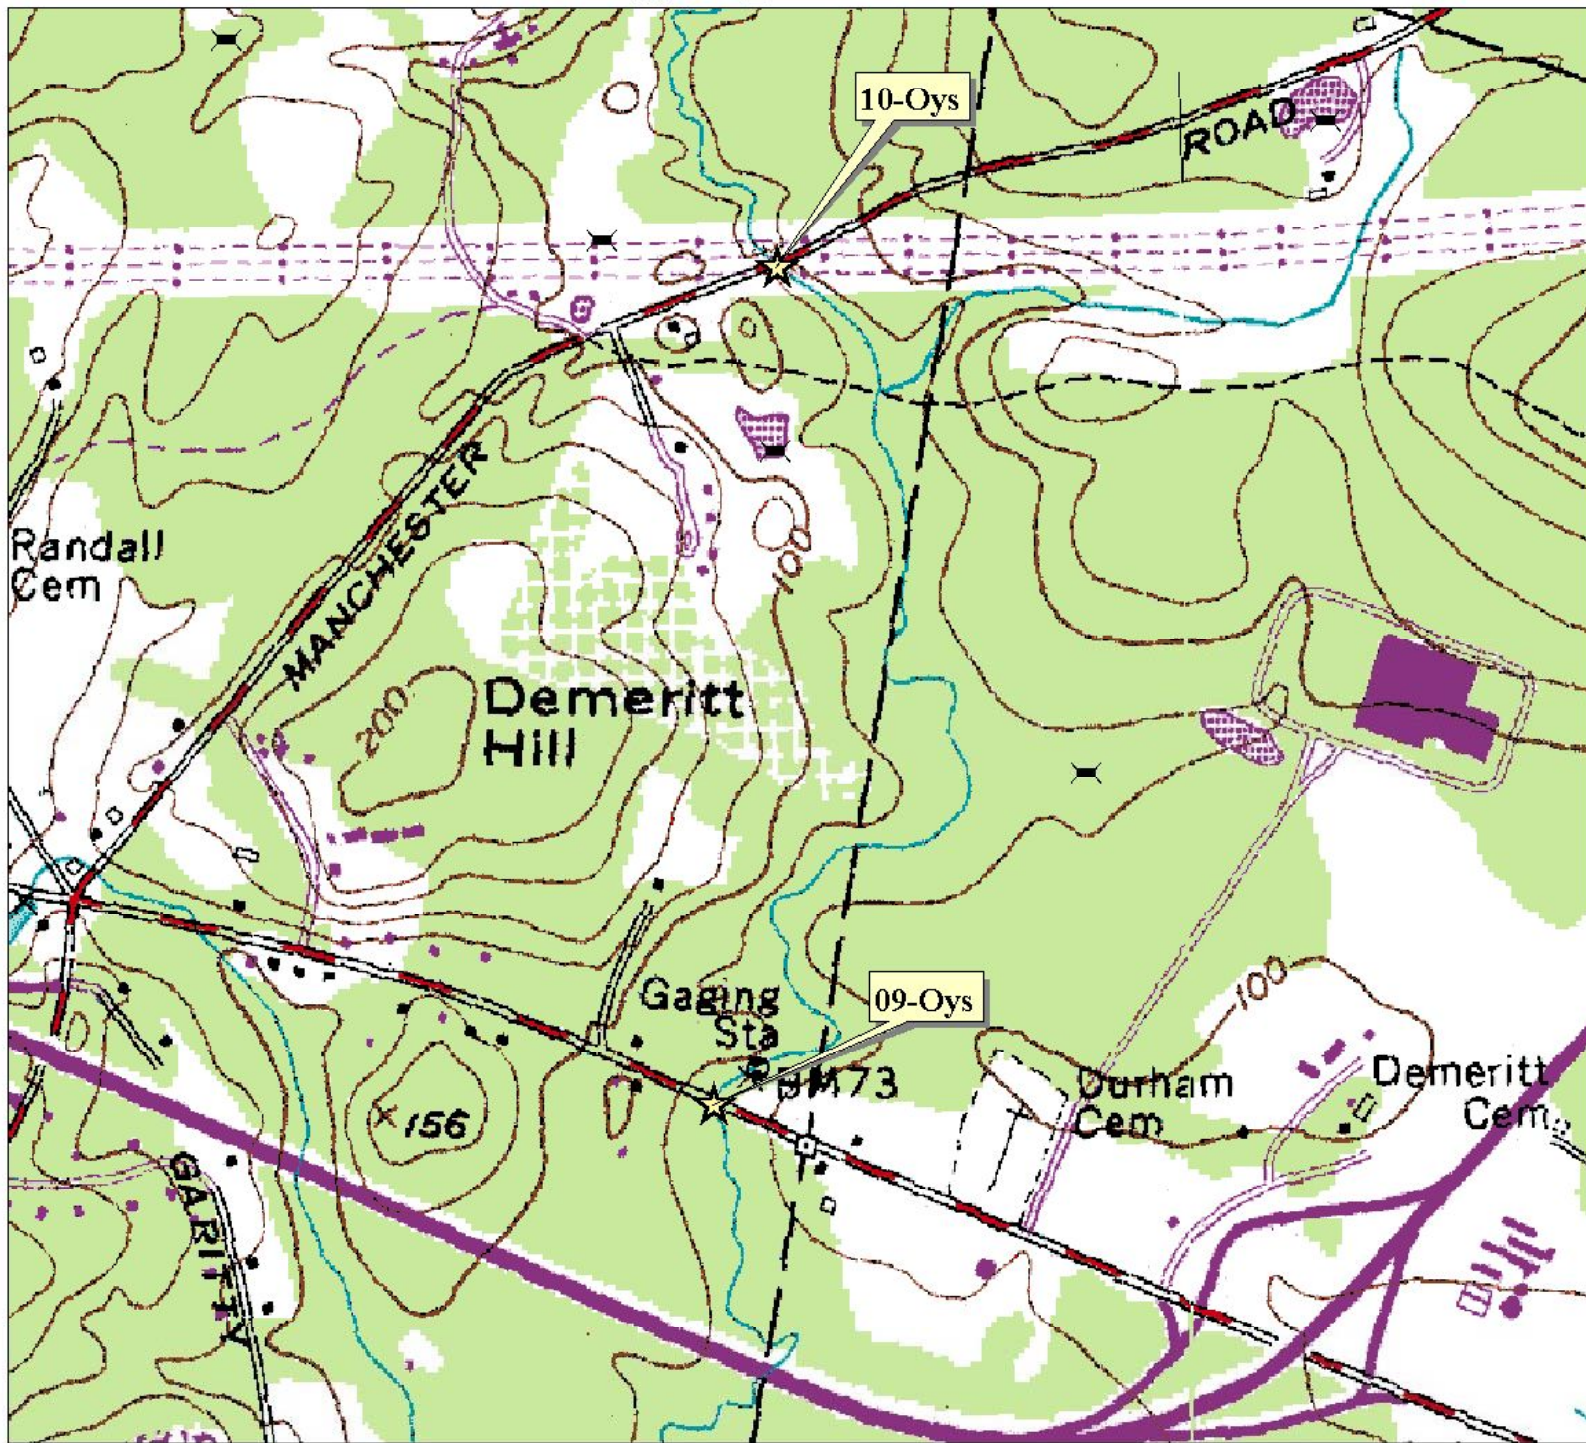 10-Oys
ROAD
MANCHESTER
Randall
Cem
100
200
Demeritt
Hill
Gaging
Sta
09-Oys
100
BM73
Durham
Cem
Demeritt
Cem
156
GARITTY